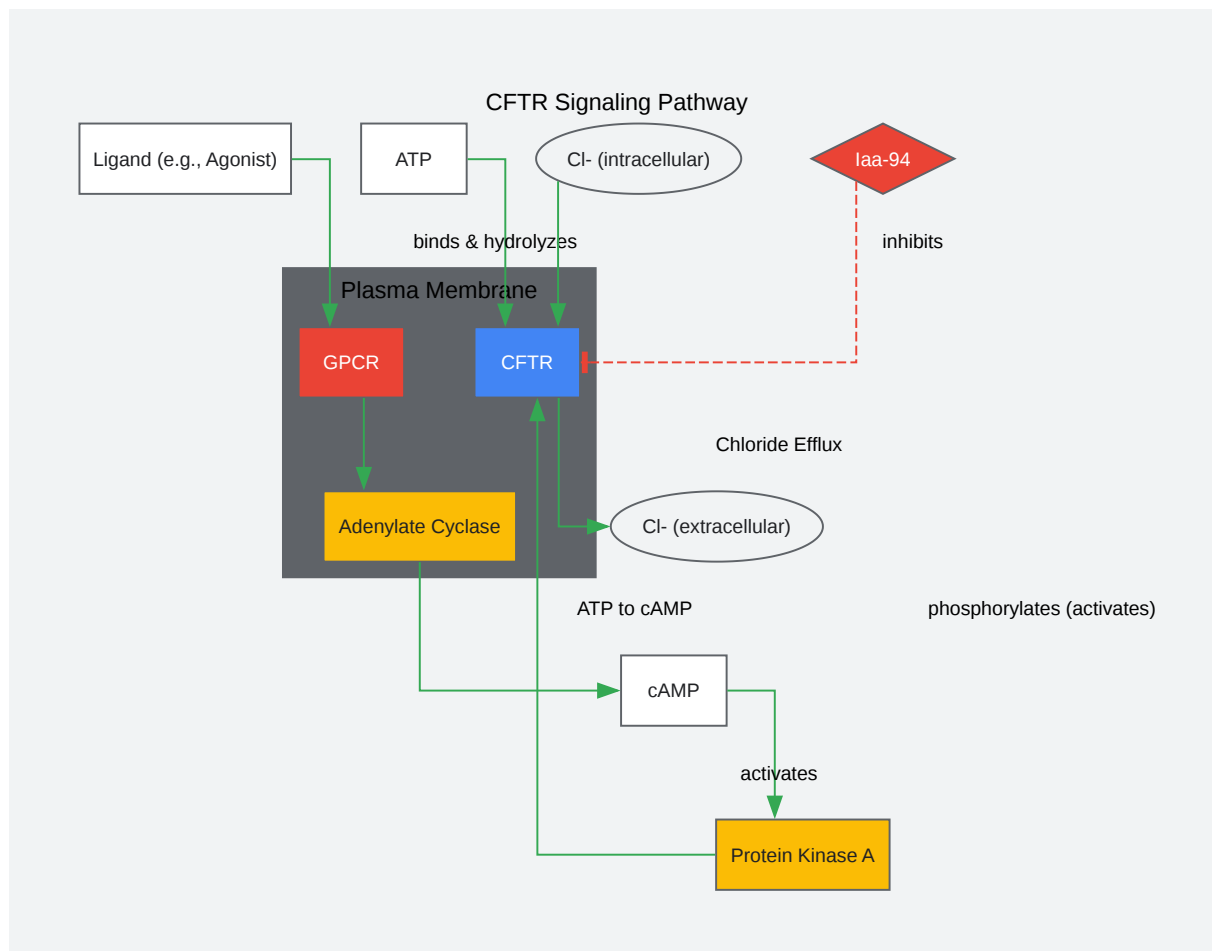 CFTR Signaling Pathway
Ligand (e.g., Agonist)
ATP
Cl- (intracellular)
Iaa-94
binds & hydrolyzes
inhibits
Plasma Membrane
GPCR
CFTR
Chloride Efflux
Adenylate Cyclase
Cl- (extracellular)
ATP to cAMP
phosphorylates (activates)
cAMP
activates
Protein Kinase A